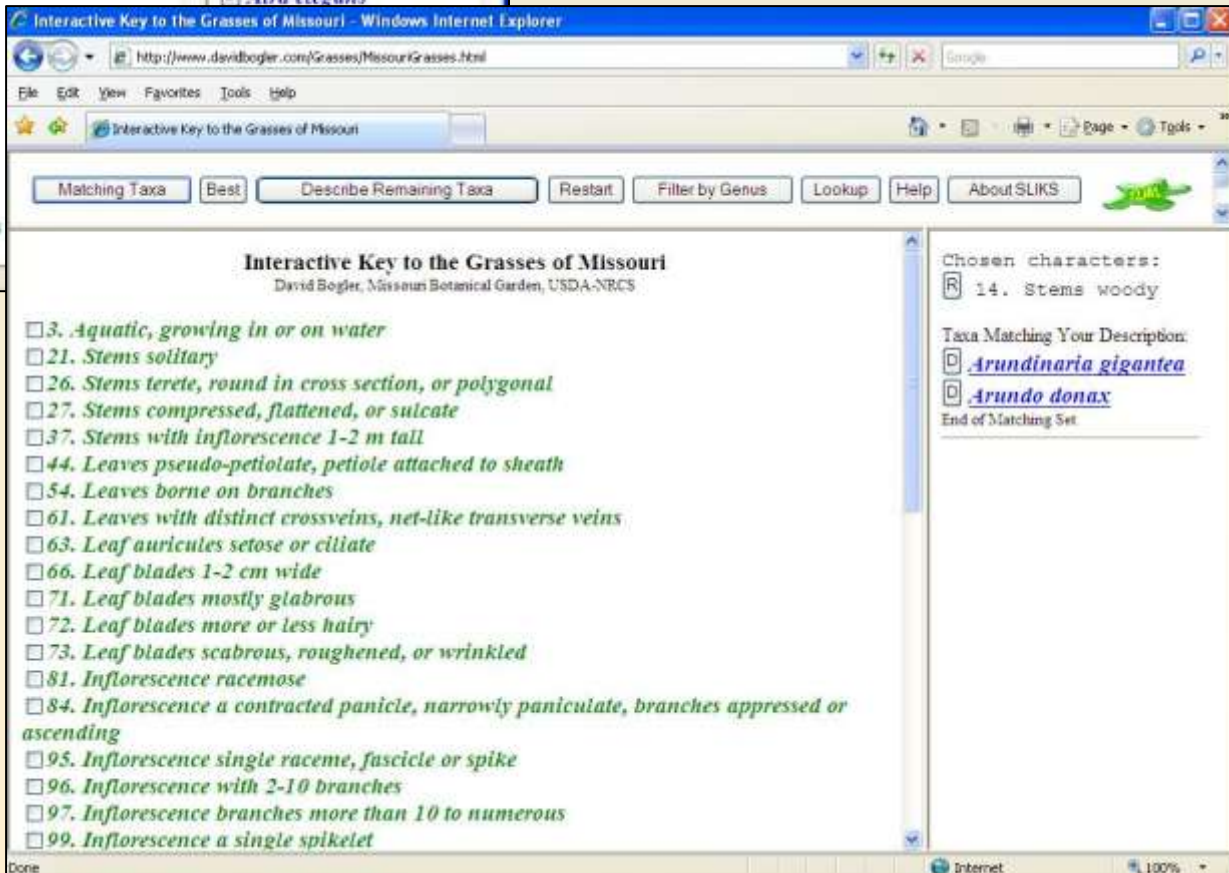 Aira elegans
Interactive Key to the Grasses of Missouri - Windows Internet Explorer
http://www.davidbogler.com/Grasses/MissouriGrasses.html
Google
File Edit View Favorites Tools Help
Interactive Key to the Grasses of Missouri
Page Tools
Matching Taxa Best Describe Remaining Taxa Restart Filter by Genus Lookup Help About SLIKS
Interactive Key to the Grasses of Missouri
David Bogler, Missouri Botanical Garden, USDA-NRCS
3. Aquatic, growing in or on water
21. Stems solitary
26. Stems terete, round in cross section, or polygonal
27. Stems compressed, flattened, or sulcate
37. Stems with inflorescence 1-2 m tall
44. Leaves pseudo-petiolate, petiole attached to sheath
54. Leaves borne on branches
61. Leaves with distinct crossveins, net-like transverse veins
63. Leaf auricules setose or ciliate
66. Leaf blades 1-2 cm wide
71. Leaf blades mostly glabrous
72. Leaf blades more or less hairy
73. Leaf blades scabrous, roughened, or wrinkled
81. Inflorescence racemose
84. Inflorescence a contracted panicle, narrowly paniculate, branches appressed or
ascending
95. Inflorescence single raceme, fascicle or spike
96. Inflorescence with 2-10 branches
97. Inflorescence branches more than 10 to numerous
99. Inflorescence a single spikelet
Chosen characters:
R 14. Stems woody
Taxa Matching Your Description:
D Arundinaria gigantea
D Arundo donax
End of Matching Set
Done
Internet
100%